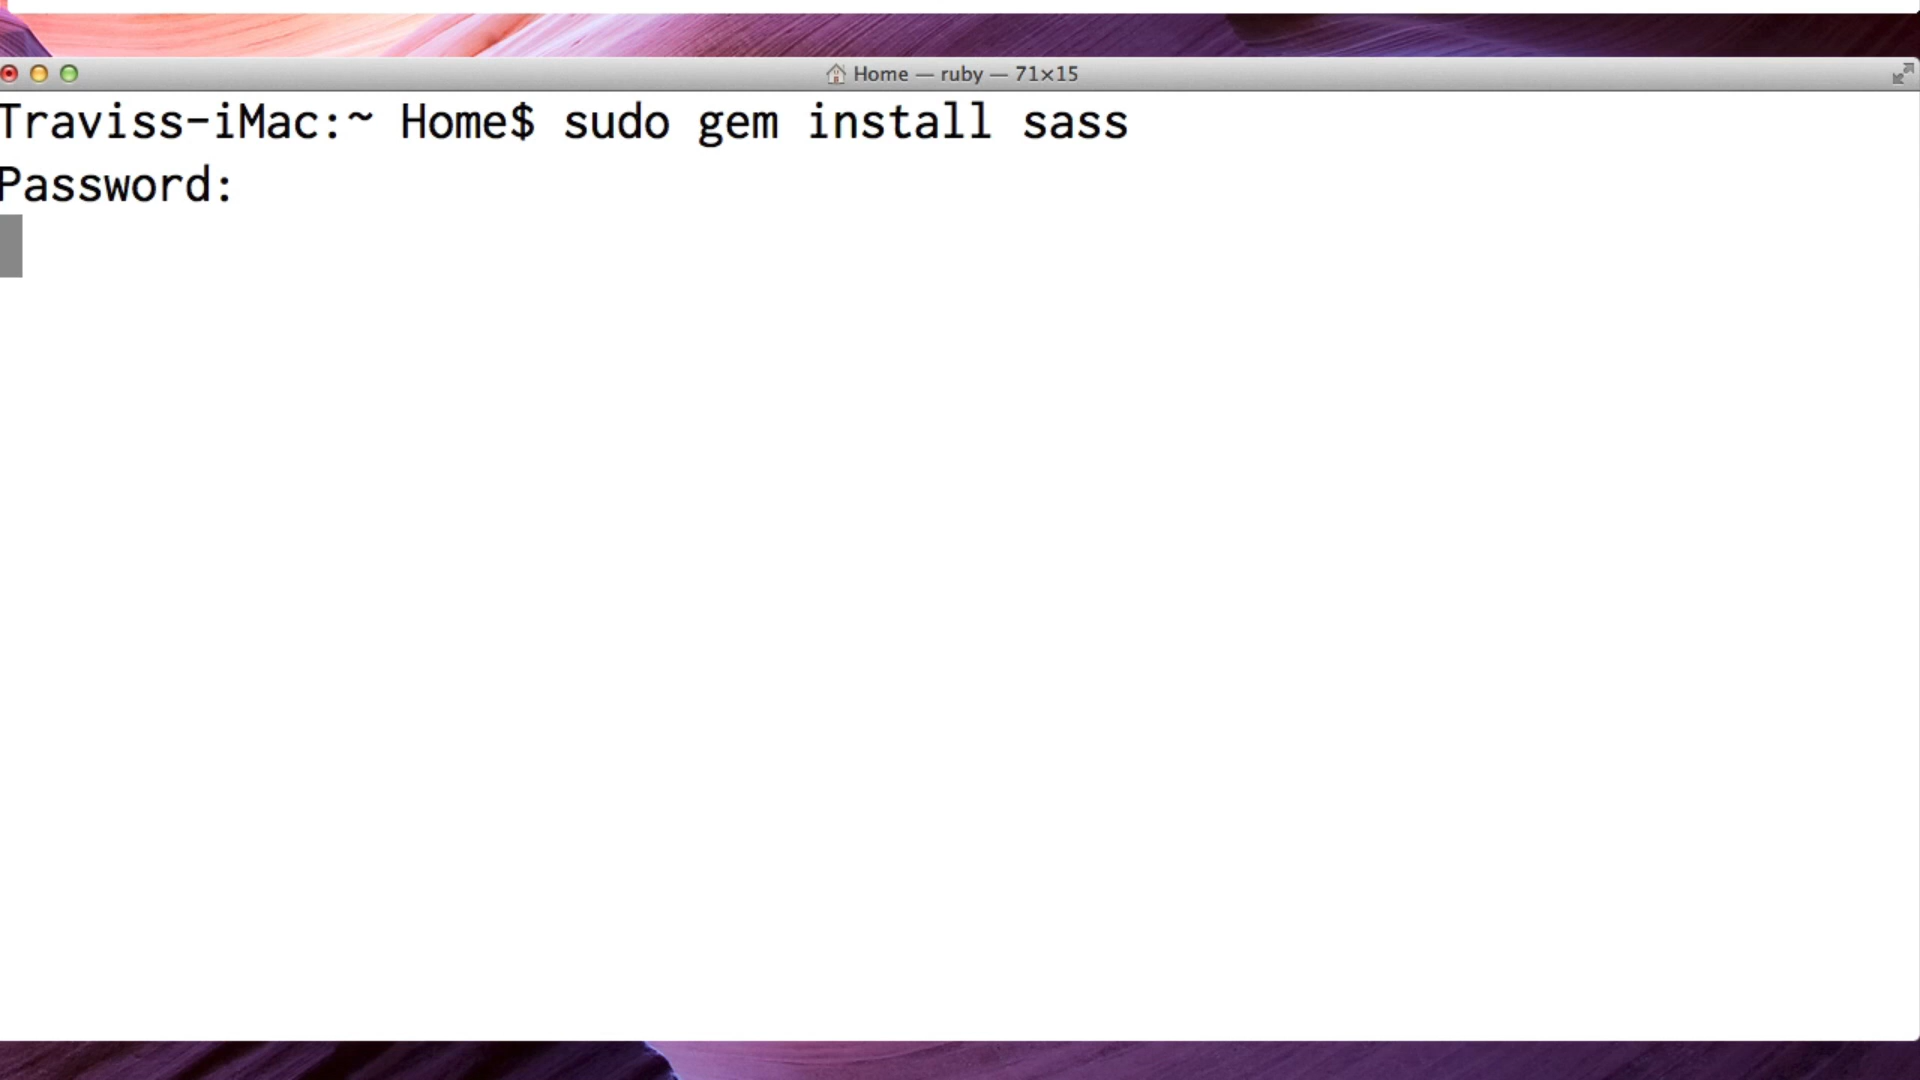 Home — ruby — 71×15
Traviss-iMac:~ Home$ sudo gem install sass
Password: